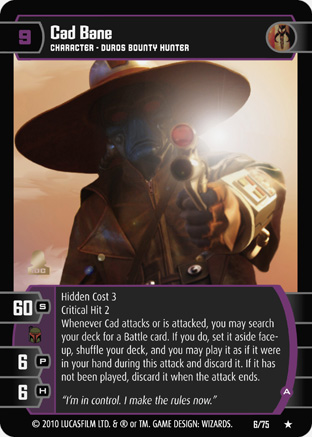 9
Cad Bane
CHARACTER - DUROS BOUNTY HUNTER
60 S
6 P
6 H
Hidden Cost 3
Critical Hit 2
Whenever Cad attacks or is attacked, you may search
your deck for a Battle card. If you do, set it aside face-
up, shuffle your deck, and you may play it as if it were
in your hand during this attack and discard it. If it has
not been played, discard it when the attack ends.
"I'm in control. I make the rules now."
A
© 2010 LUCASFILM LTD. & ® or TM. GAME DESIGN: WIZARDS.
6/75